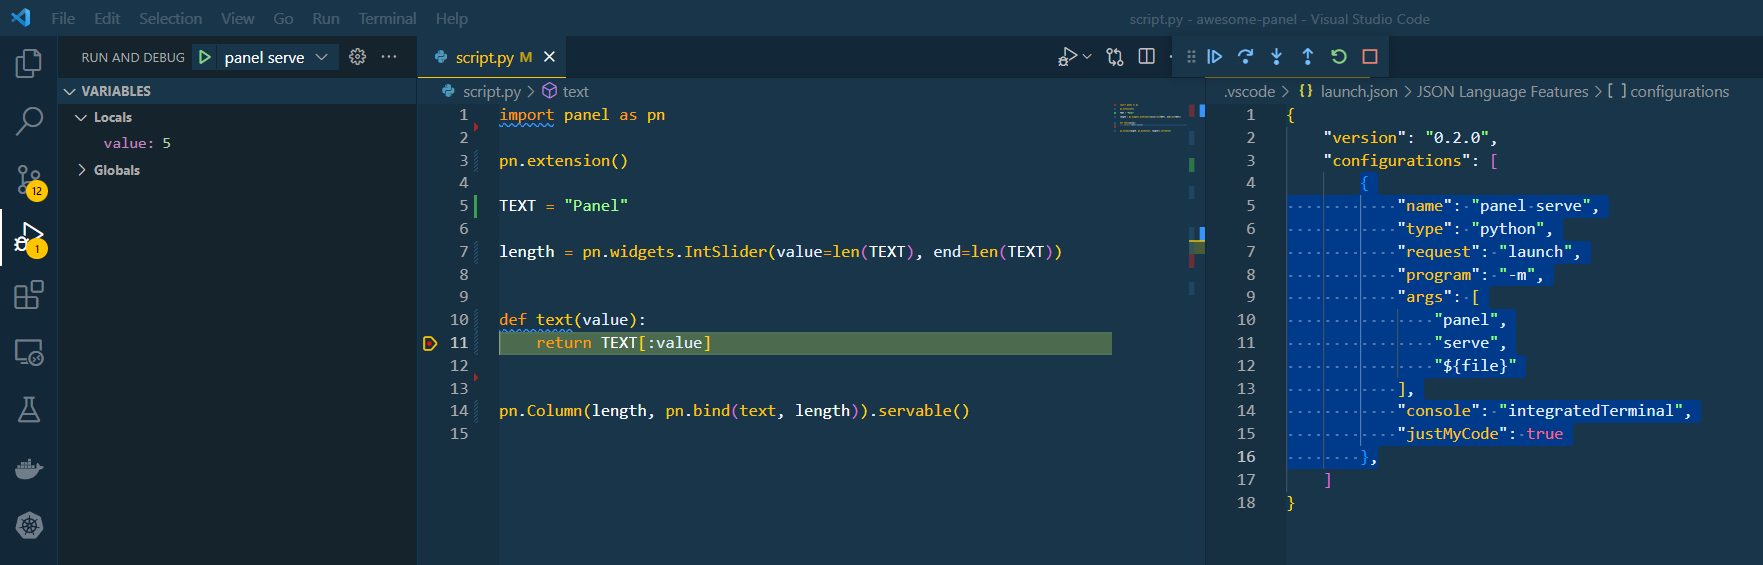 File Edit Selection View Go Run Terminal Help
script.py - awesome-panel - Visual Studio Code
RUN AND DEBUG panel serve ···
VARIABLES
Locals
value: 5
Globals
12
1
script.py M
script.py > text
1 import panel as pn
2
3 pn.extension()
4
5 TEXT = "Panel"
6
7 length = pn.widgets.IntSlider(value=len(TEXT), end=len(TEXT))
8
9
10 def text(value):
11 return TEXT[:value]
12
13
14 pn.Column(length, pn.bind(text, length)).servable()
15
.vscode > {} launch.json > JSON Language Features > [ ] configurations
1 {
2 "version": "0.2.0",
3 "configurations": [
4 {
5 "name": "panel serve",
6 "type": "python",
7 "request": "launch",
8 "program": "-m",
9 "args": [
10 "panel",
11 "serve",
12 "${file}"
13 ],
14 "console": "integratedTerminal",
15 "justMyCode": true
16 },
17 ]
18 }